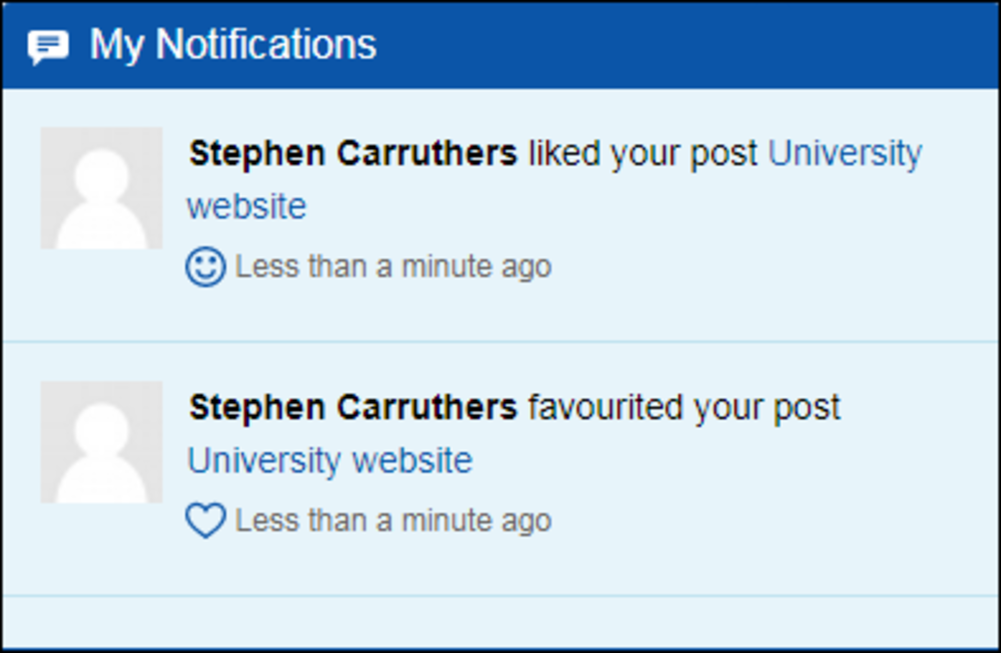 My Notifications
Stephen Carruthers liked your post University
website
Less than a minute ago
Stephen Carruthers favourited your post
University website
Less than a minute ago